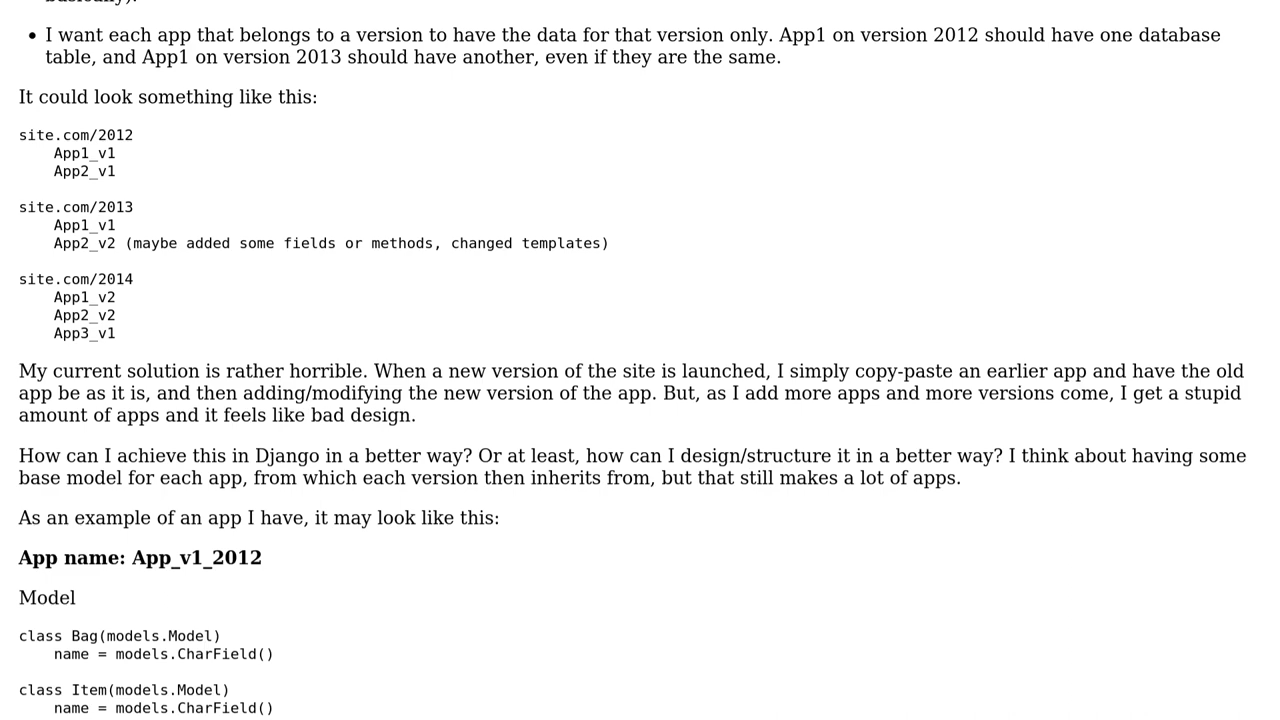 basically).
• I want each app that belongs to a version to have the data for that version only. App1 on version 2012 should have one database
table, and App1 on version 2013 should have another, even if they are the same.
It could look something like this:
site.com/2012
    App1_v1
    App2_v1
site.com/2013
    App1_v1
    App2_v2 (maybe added some fields or methods, changed templates)
site.com/2014
    App1_v2
    App2_v2
    App3_v1
My current solution is rather horrible. When a new version of the site is launched, I simply copy-paste an earlier app and have the old
app be as it is, and then adding/modifying the new version of the app. But, as I add more apps and more versions come, I get a stupid
amount of apps and it feels like bad design.
How can I achieve this in Django in a better way? Or at least, how can I design/structure it in a better way? I think about having some
base model for each app, from which each version then inherits from, but that still makes a lot of apps.
As an example of an app I have, it may look like this:
App name: App_v1_2012
Model
class Bag(models.Model)
    name = models.CharField()
class Item(models.Model)
    name = models.CharField()